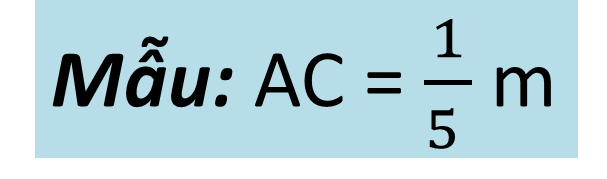 Mẫu: AC = 1/5 m